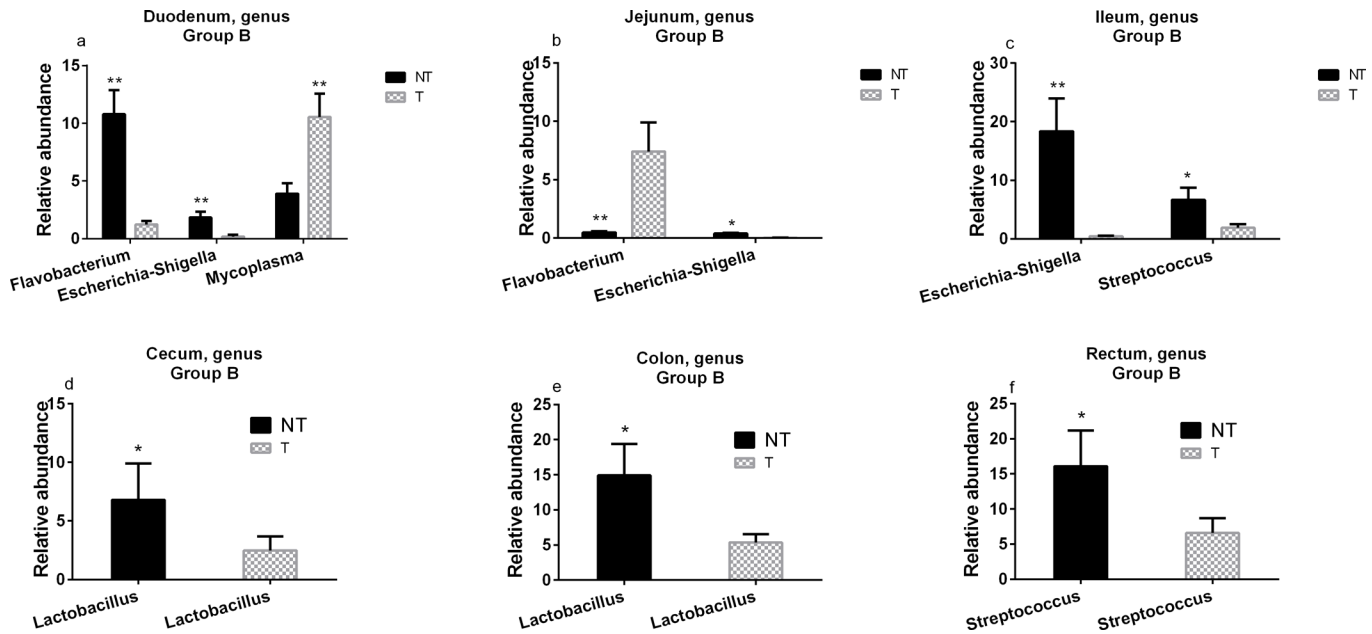 Duodenum, genus
Group B
a
Relative abundance
15
10
5
0
**
**
**
NT
T
Flavobacterium
Escherichia-Shigella
Mycoplasma
Jejunum, genus
Group B
b
Relative abundance
15
10
5
0
**
*
NT
T
Flavobacterium
Escherichia-Shigella
Ileum, genus
Group B
c
Relative abundance
30
20
10
0
**
*
NT
T
Escherichia-Shigella
Streptococcus
Cecum, genus
Group B
d
Relative abundance
15
10
5
0
*
NT
T
Lactobacillus
Lactobacillus
Colon, genus
Group B
e
Relative abundance
25
20
15
10
5
0
*
NT
T
Lactobacillus
Lactobacillus
Rectum, genus
Group B
f
Relative abundance
25
20
15
10
5
0
*
NT
T
Streptococcus
Streptococcus